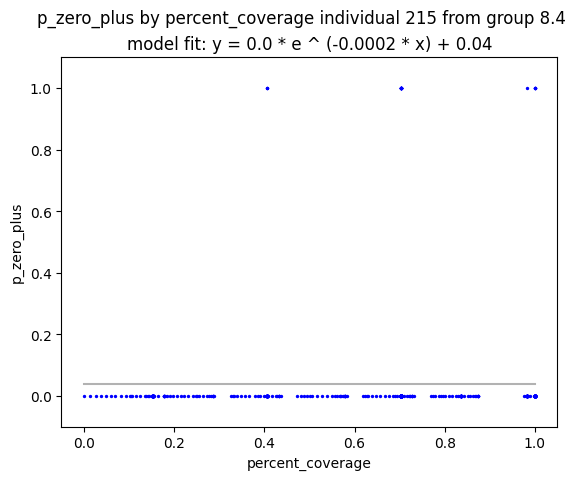 p_zero_plus by percent_coverage individual 215 from group 8.4
model fit: y = 0.0 * e ^ (-0.0002 * x) + 0.04
1.0
0.8
0.6
0.4
0.2
0.0
p_zero_plus
0.0 0.2 0.4 0.6 0.8 1.0
percent_coverage